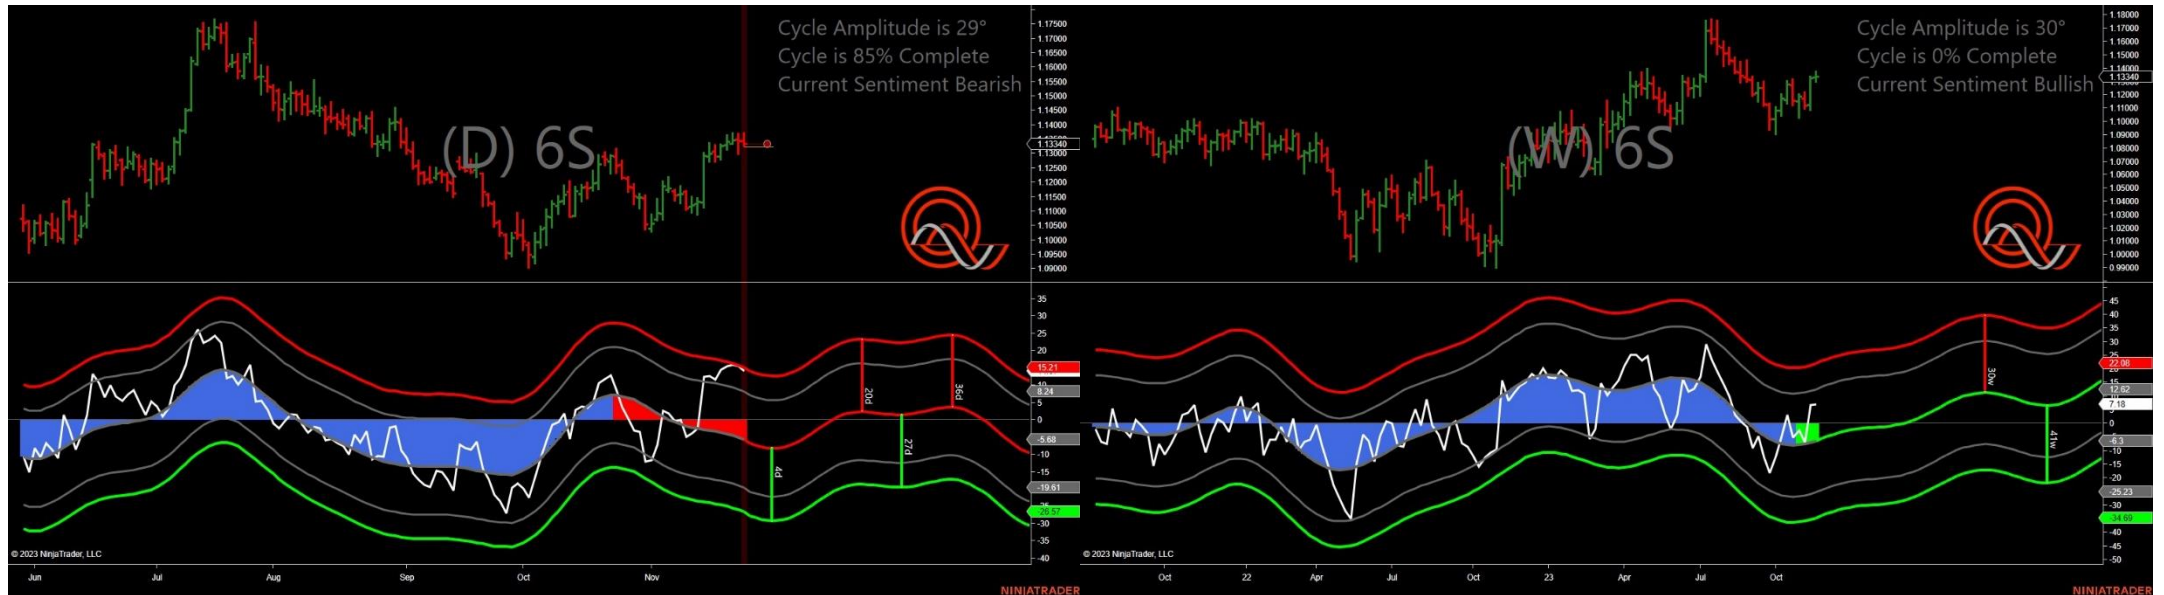 Cycle Amplitude is 29°
Cycle is 85% Complete
Current Sentiment Bearish
(D) 6S
1.17500
1.17000
1.16500
1.16000
1.15500
1.15000
1.14500
1.14000
1.13340
1.13000
1.12500
1.12000
1.11500
1.11000
1.10500
1.10000
1.09500
1.09000
35
30
25
20
15.21
10
8.24
5
0
-5.68
-10
-15
-19.61
-26.57
-30
-35
-40
20d
36d
27d
4d
© 2023 NinjaTrader, LLC
Jun
Jul
Aug
Sep
Oct
Nov
NINJATRADER
Cycle Amplitude is 30°
Cycle is 0% Complete
Current Sentiment Bullish
(W) 6S
1.18000
1.17000
1.16000
1.15000
1.14000
1.13340
1.12000
1.11000
1.10000
1.09000
1.08000
1.07000
1.06000
1.05000
1.04000
1.03000
1.02000
1.01000
1.00000
0.99000
45
40
35
30
25
22.08
15
12.62
7.18
0
-6.3
-10
-15
-20
-25.23
-30
-34.69
-40
-45
-50
30w
41w
© 2023 NinjaTrader, LLC
Oct
22
Apr
Jul
Oct
23
Apr
Jul
Oct
NINJATRADER